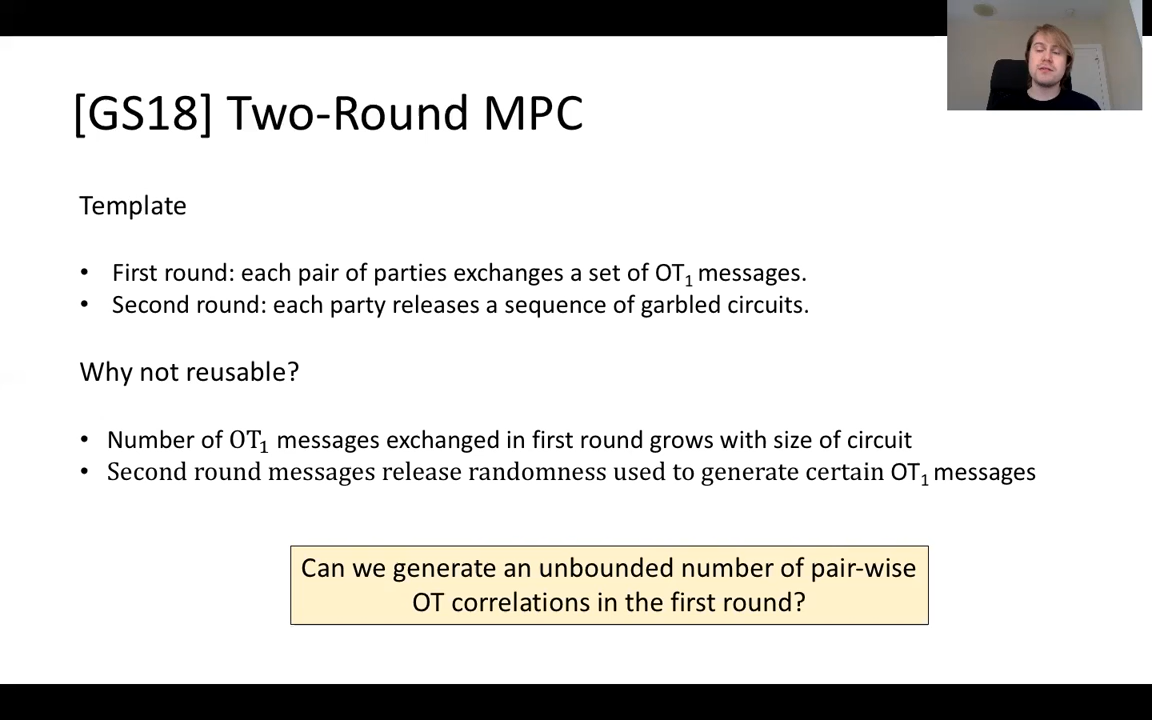 [GS18] Two-Round MPC
Template
• First round: each pair of parties exchanges a set of OT₁ messages.
• Second round: each party releases a sequence of garbled circuits.
Why not reusable?
• Number of OT₁ messages exchanged in first round grows with size of circuit
• Second round messages release randomness used to generate certain OT₁ messages
Can we generate an unbounded number of pair-wise
OT correlations in the first round?